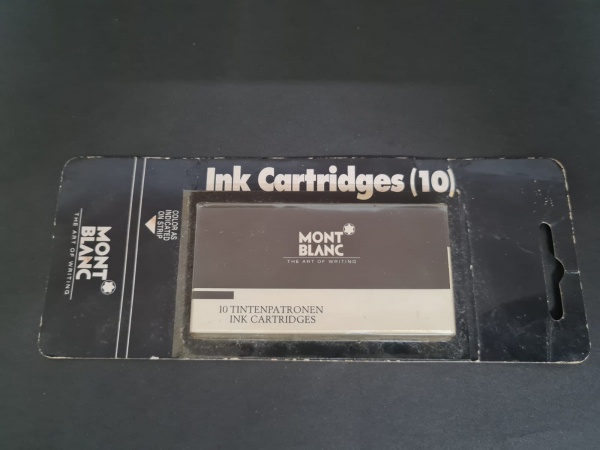 Ink Cartridges (10)
MONT
BLANC
THE ART OF WRITING
COLOR AS
INDICATED
ON STRIP
MONT
BLANC
THE ART OF WRITING
10 TINTENPATRONEN
INK CARTRIDGES